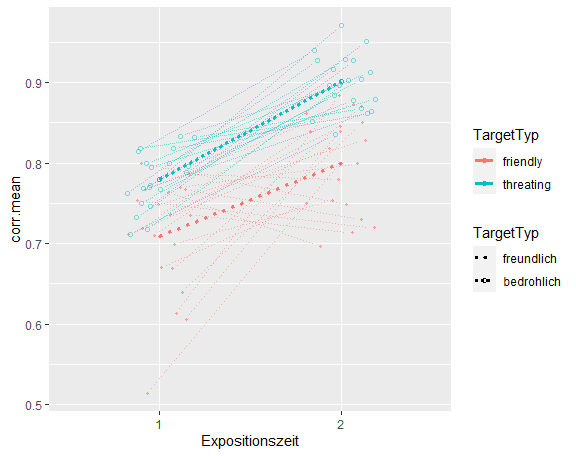 0.9
0.8
0.7
0.6
0.5
corr.mean
1
2
Expositionszeit
TargetTyp
friendly
threating
TargetTyp
freundlich
bedrohlich